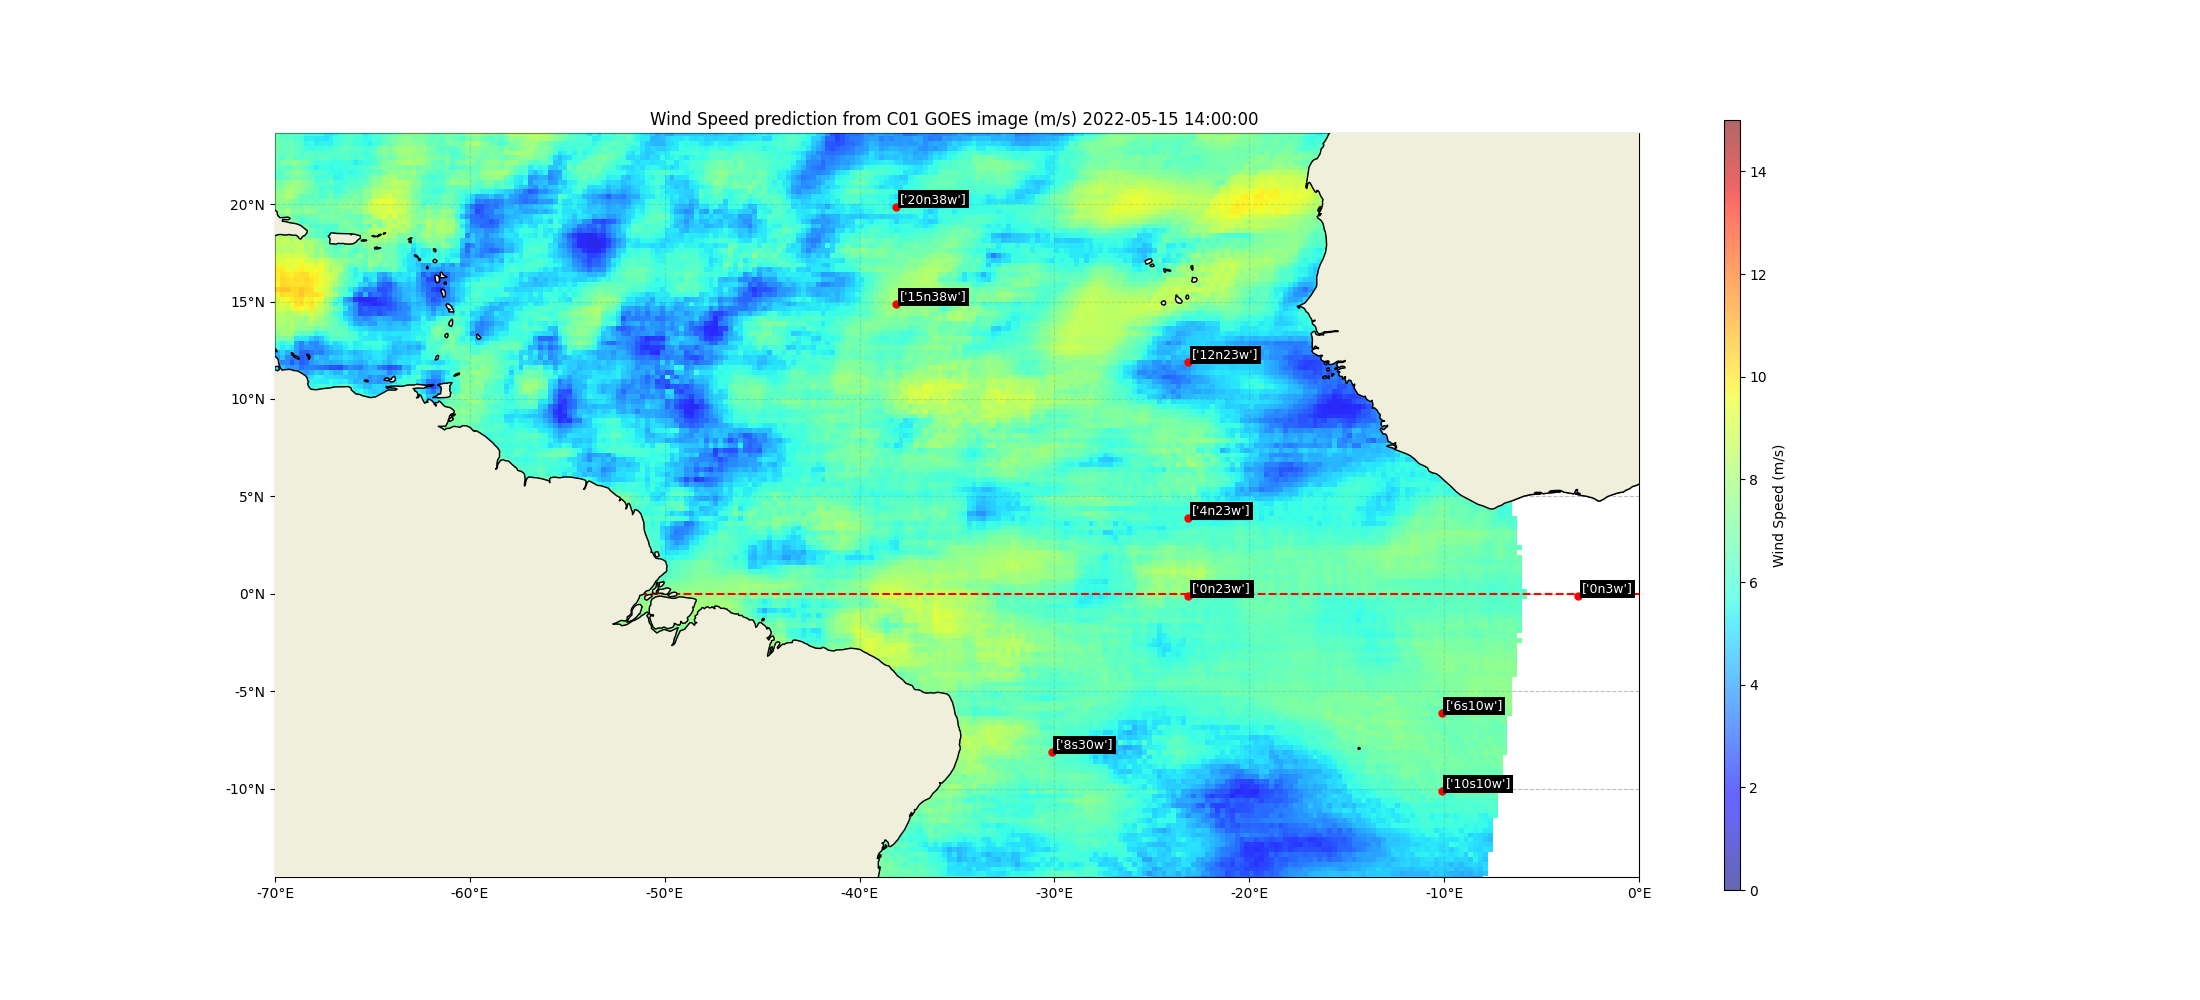 Wind Speed prediction from C01 GOES image (m/s) 2022-05-15 14:00:00
20°N
15°N
10°N
5°N
0°N
-5°N
-10°N
-70°E
-60°E
-50°E
-40°E
-30°E
-20°E
-10°E
0°E
['20n38w']
['15n38w']
['12n23w']
['4n23w']
['0n23w']
['0n3w']
['6s10w']
['8s30w']
['10s10w']
14
12
10
8
6
4
2
0
Wind Speed (m/s)